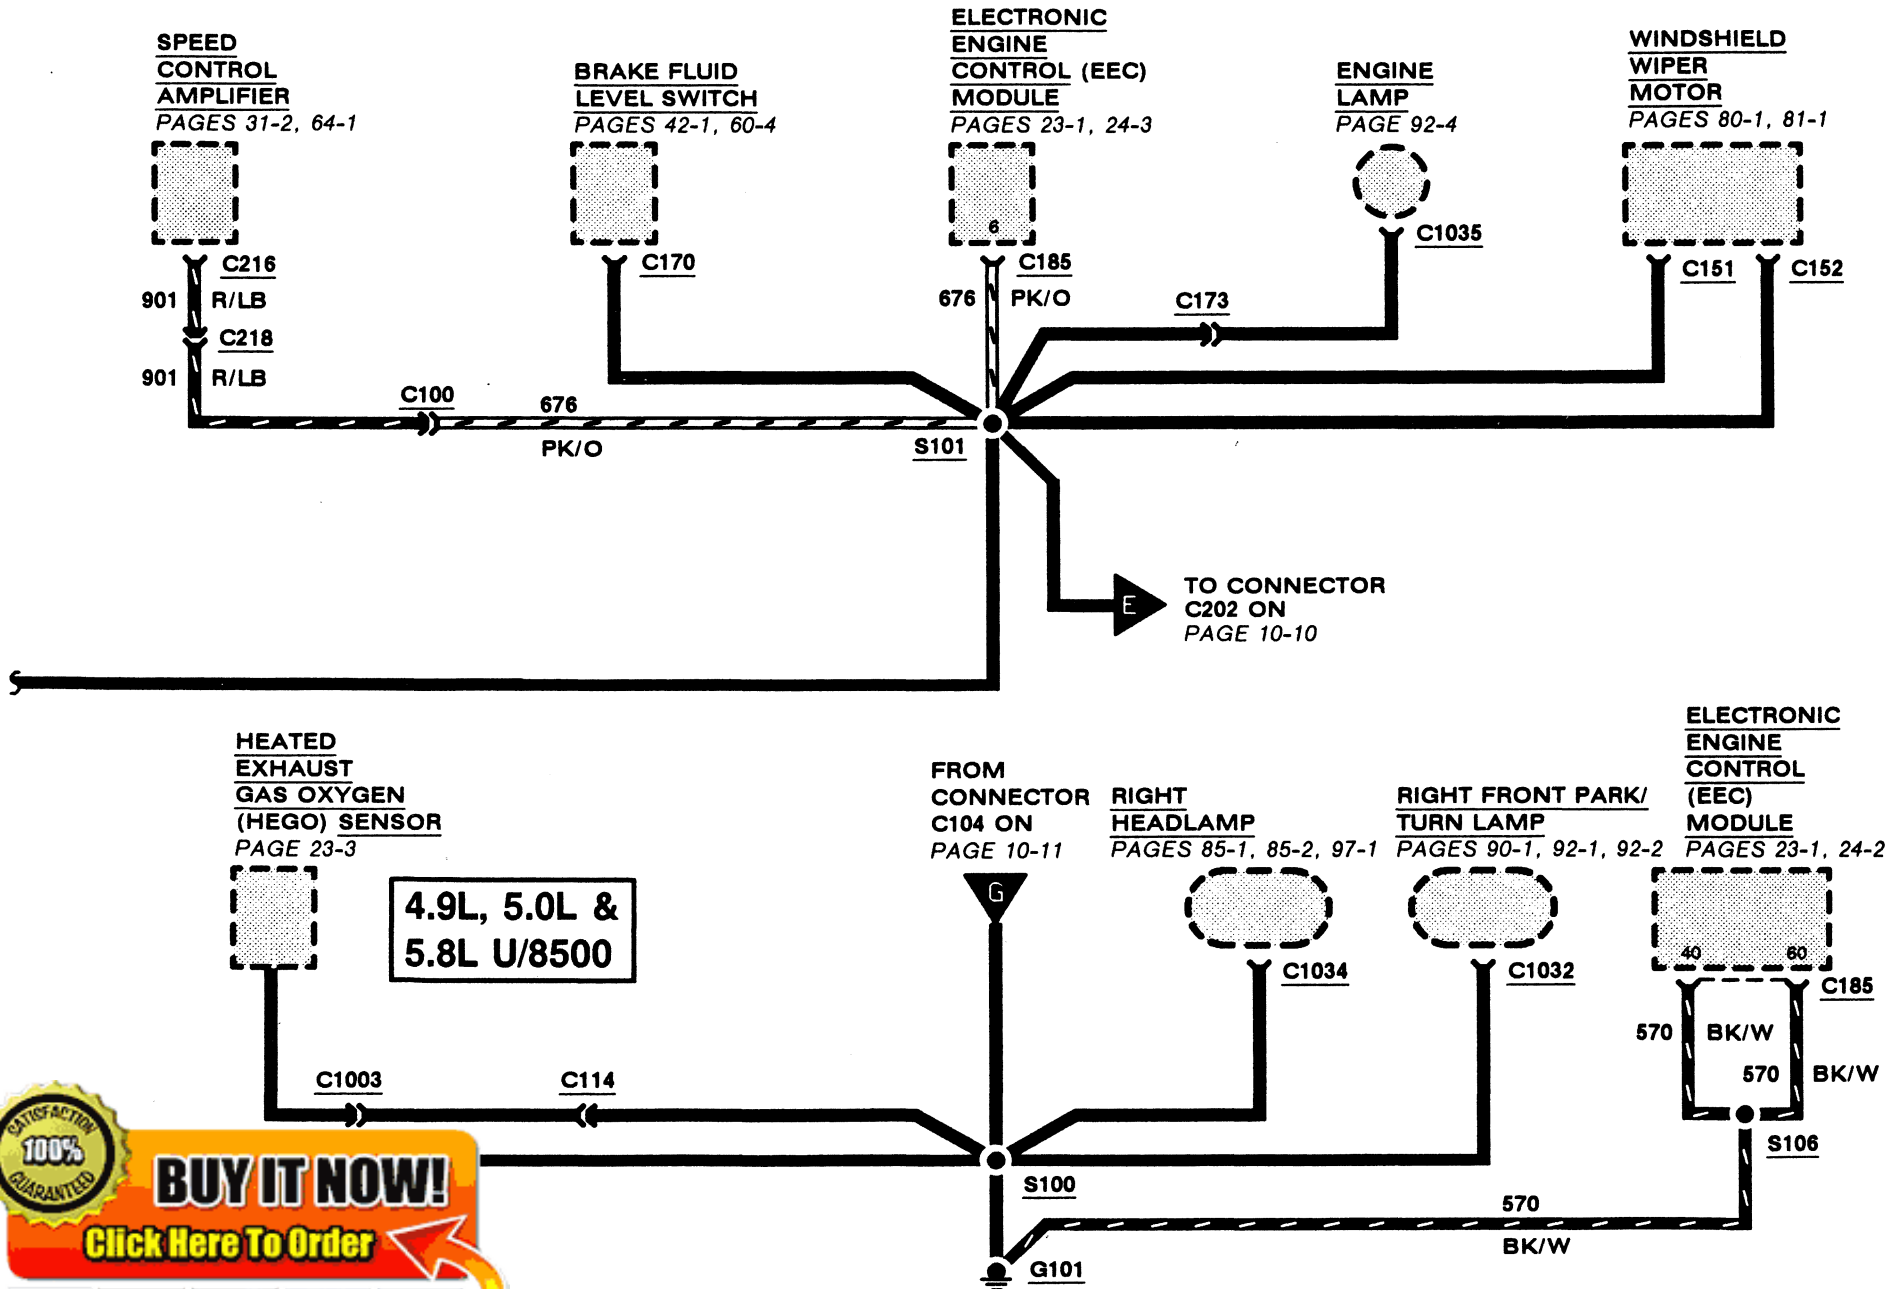 SPEED
CONTROL
AMPLIFIER
PAGES 31-2, 64-1
BRAKE FLUID
LEVEL SWITCH
PAGES 42-1, 60-4
ELECTRONIC
ENGINE
CONTROL (EEC)
MODULE
PAGES 23-1, 24-3
ENGINE
LAMP
PAGE 92-4
WINDSHIELD
WIPER
MOTOR
PAGES 80-1, 81-1
6
C216
C170
C185
C1035
C151
C152
901 R/LB
676 PK/O
C173
C218
901 R/LB
C100
676
PK/O
S101
E
TO CONNECTOR
C202 ON
PAGE 10-10
HEATED
EXHAUST
GAS OXYGEN
(HEGO) SENSOR
PAGE 23-3
4.9L, 5.0L &
5.8L U/8500
FROM
CONNECTOR
C104 ON
PAGE 10-11
G
RIGHT
HEADLAMP
PAGES 85-1, 85-2, 97-1
RIGHT FRONT PARK/
TURN LAMP
PAGES 90-1, 92-1, 92-2
ELECTRONIC
ENGINE
CONTROL
(EEC)
MODULE
PAGES 23-1, 24-2
40 60
C1034
C1032
C185
570 BK/W
570 BK/W
C1003
C114
S106
S100
570
BK/W
G101
SATISFACTION
100%
GUARANTEED
BUY IT NOW!
Click Here To Order